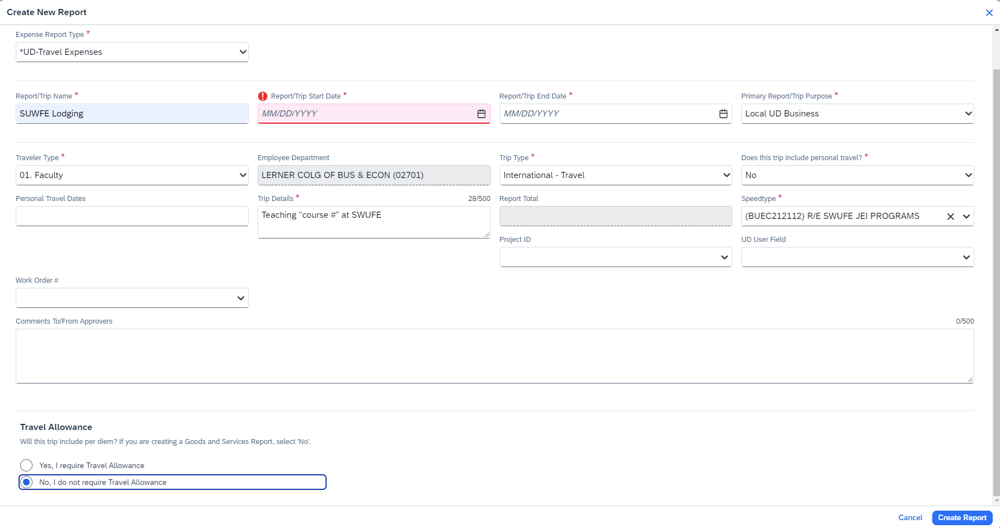 Create New Report
Expense Report Type *
*UD-Travel Expenses
Report/Trip Name *
Report/Trip Start Date *
Report/Trip End Date *
Primary Report/Trip Purpose *
SUWFE Lodging
MM/DD/YYYY
MM/DD/YYYY
Local UD Business
Traveler Type *
Employee Department
Trip Type *
Does this trip include personal travel? *
01. Faculty
LERNER COLG OF BUS & ECON (02701)
International - Travel
No
Personal Travel Dates
Trip Details *
28/500
Report Total
Speedtype *
Teaching "course #" at SWUFE
(BUEC212112) R/E SWUFE JEI PROGRAMS
Project ID
UD User Field
Work Order #
Comments To/From Approvers
0/500
Travel Allowance
Will this trip include per diem? If you are creating a Goods and Services Report, select 'No'.
Yes, I require Travel Allowance
No, I do not require Travel Allowance
Cancel
Create Report